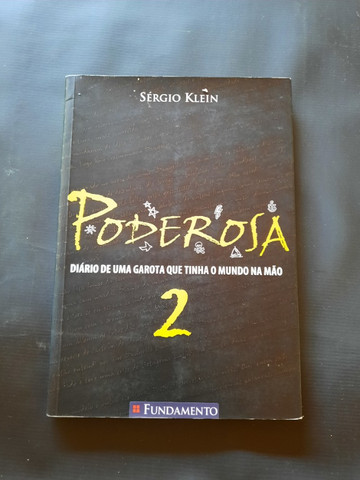 SÉRGIO KLEIN
PODEROSA
DIÁRIO DE UMA GAROTA QUE TINHA O MUNDO NA MÃO
2
FUNDAMENTO